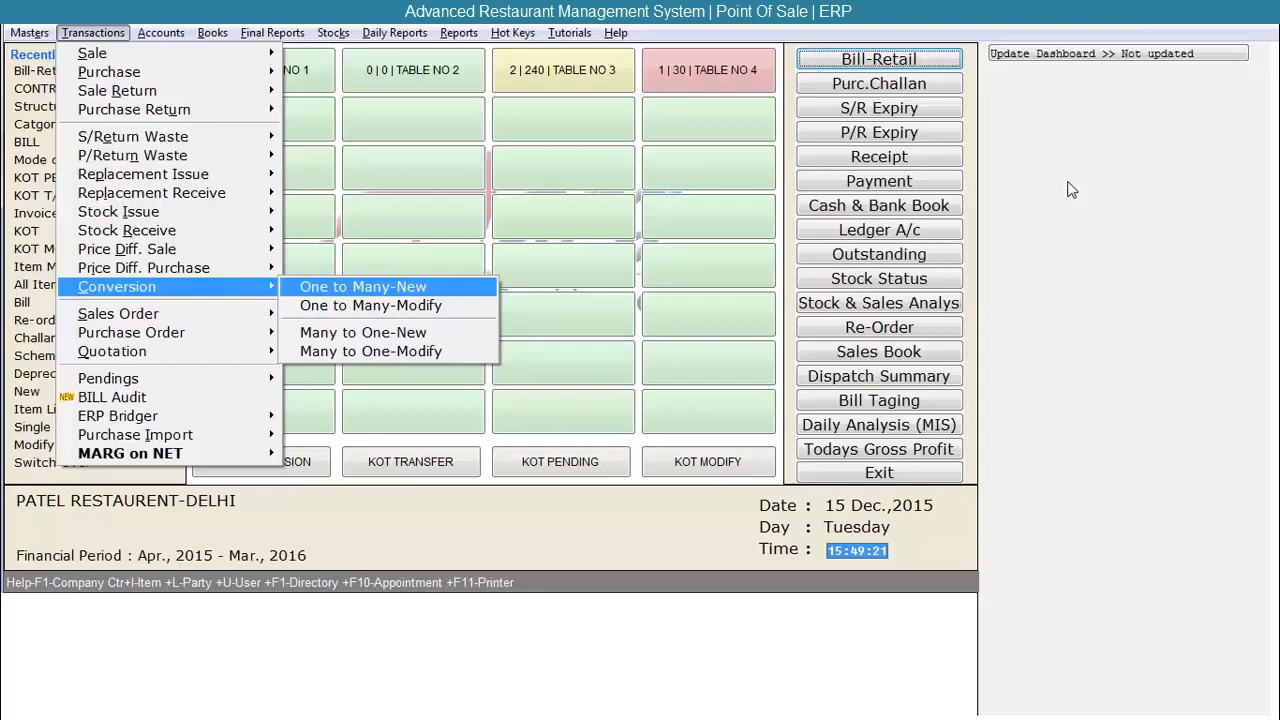 Advanced Restaurant Management System | Point Of Sale | ERP
Masters Transactions Accounts Books Final Reports Stocks Daily Reports Reports Hot Keys Tutorials Help
Bill-Ret
CONTR
Struct
Catgor
BILL
Mode o
KOT PE
KOT T/
Invoice
KOT
KOT M
Item M
All Iter
Bill
Re-ord
Challar
Schem
Deprec
New
Item Li
Single
Modify
Switch
Sale
Purchase
Sale Return
Purchase Return
S/Return Waste
P/Return Waste
Replacement Issue
Replacement Receive
Stock Issue
Stock Receive
Price Diff. Sale
Price Diff. Purchase
Conversion
Sales Order
Purchase Order
Quotation
Pendings
NEW BILL Audit
ERP Bridger
Purchase Import
MARG on NET
One to Many-New
One to Many-Modify
Many to One-New
Many to One-Modify
NO 1
0 | 0 | TABLE NO 2
2 | 240 | TABLE NO 3
1 | 30 | TABLE NO 4
SION
KOT TRANSFER
KOT PENDING
KOT MODIFY
Bill-Retail
Purc.Challan
S/R Expiry
P/R Expiry
Receipt
Payment
Cash & Bank Book
Ledger A/c
Outstanding
Stock Status
Stock & Sales Analys
Re-Order
Sales Book
Dispatch Summary
Bill Taging
Daily Analysis (MIS)
Todays Gross Profit
Exit
Update Dashboard >> Not updated
PATEL RESTAURENT-DELHI
Financial Period : Apr., 2015 - Mar., 2016
Date : 15 Dec.,2015
Day : Tuesday
Time : 15:49:21
Help-F1-Company Ctr+I-Item +L-Party +U-User +F1-Directory +F10-Appointment +F11-Printer